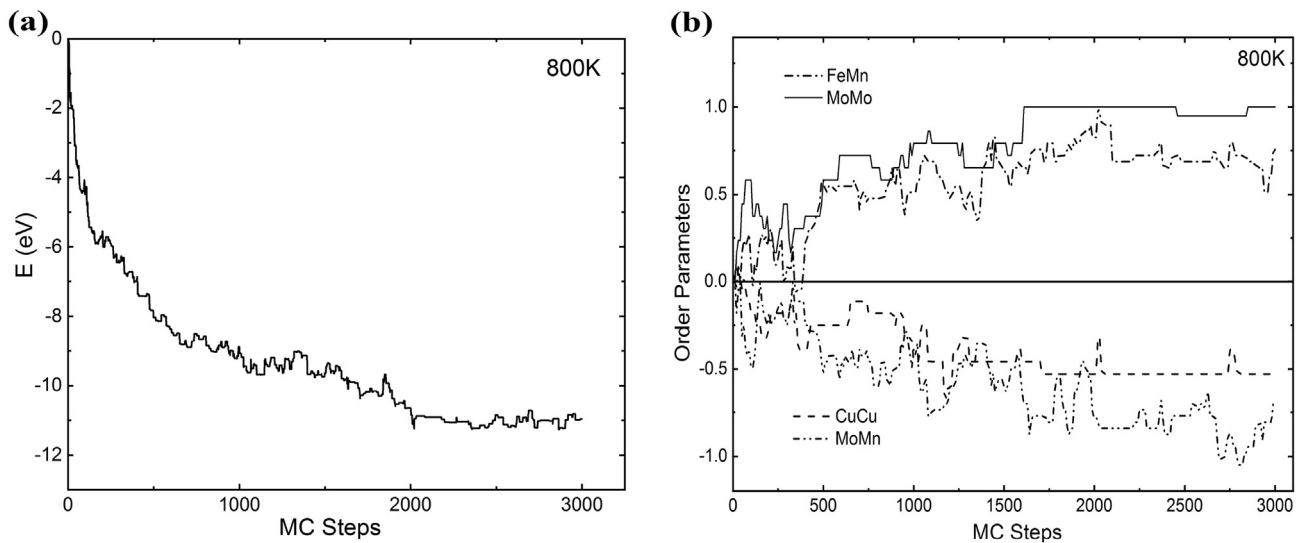 (a)
0
-2
-4
-6
-8
-10
-12
E (eV)
800K
0
1000
2000
3000
MC Steps
(b)
800K
FeMn
MoMo
1.0
0.5
0.0
-0.5
-1.0
Order Parameters
CuCu
MoMn
0
500
1000
1500
2000
2500
3000
MC Steps